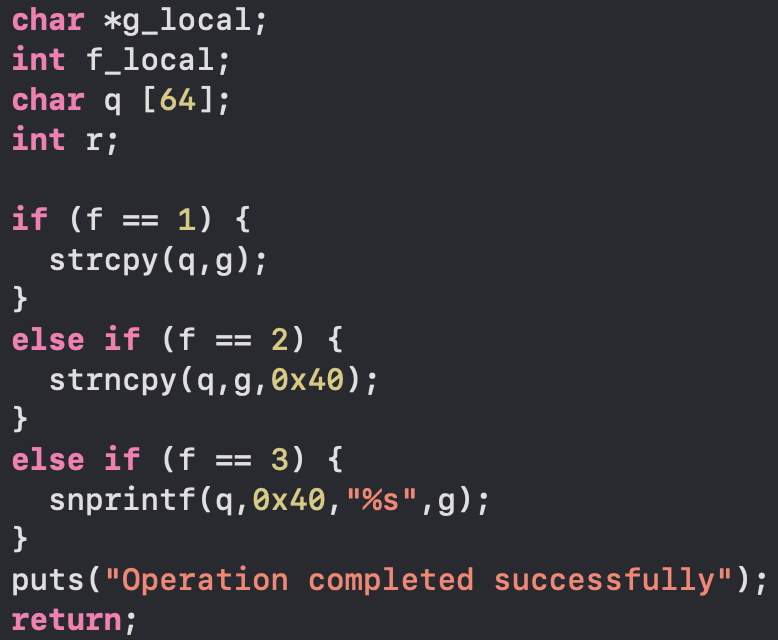 char *g_local;
int f_local;
char q [64];
int r;

if (f == 1) {
  strcpy(q,g);
}
else if (f == 2) {
  strncpy(q,g,0x40);
}
else if (f == 3) {
  snprintf(q,0x40,"%s",g);
}
puts("Operation completed successfully");
return;